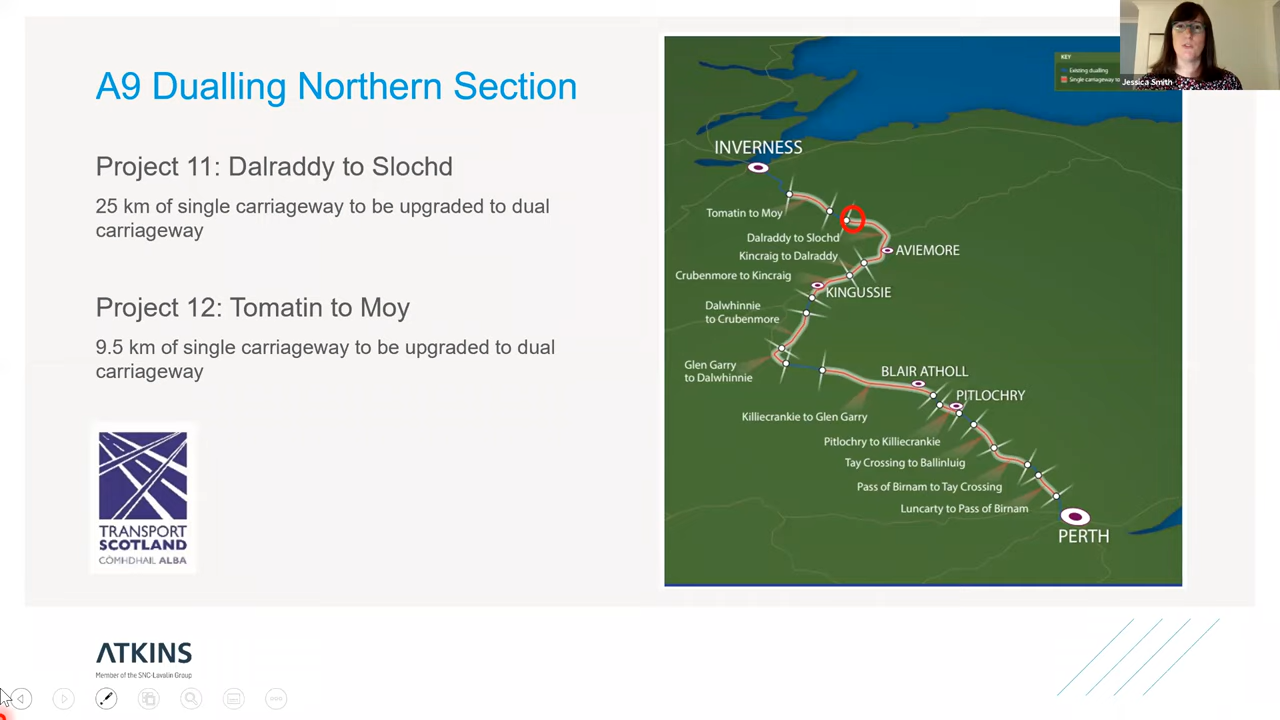 A9 Dualling Northern Section
Project 11: Dalraddy to Slochd
25 km of single carriageway to be upgraded to dual
carriageway
Project 12: Tomatin to Moy
9.5 km of single carriageway to be upgraded to dual
carriageway
TRANSPORT
SCOTLAND
CÒMHDHAIL ALBA
ATKINS
Member of the SNC-Lavalin Group
KEY
Existing dualling
Single carriageway to
Jessica Smith
INVERNESS
Tomatin to Moy
Dalraddy to Slochd
Kincraig to Dalraddy
AVIEMORE
Crubenmore to Kincraig
KINGUSSIE
Dalwhinnie
to Crubenmore
Glen Garry
to Dalwhinnie
BLAIR ATHOLL
PITLOCHRY
Killiecrankie to Glen Garry
Pitlochry to Killiecrankie
Tay Crossing to Ballinluig
Pass of Birnam to Tay Crossing
Luncarty to Pass of Birnam
PERTH